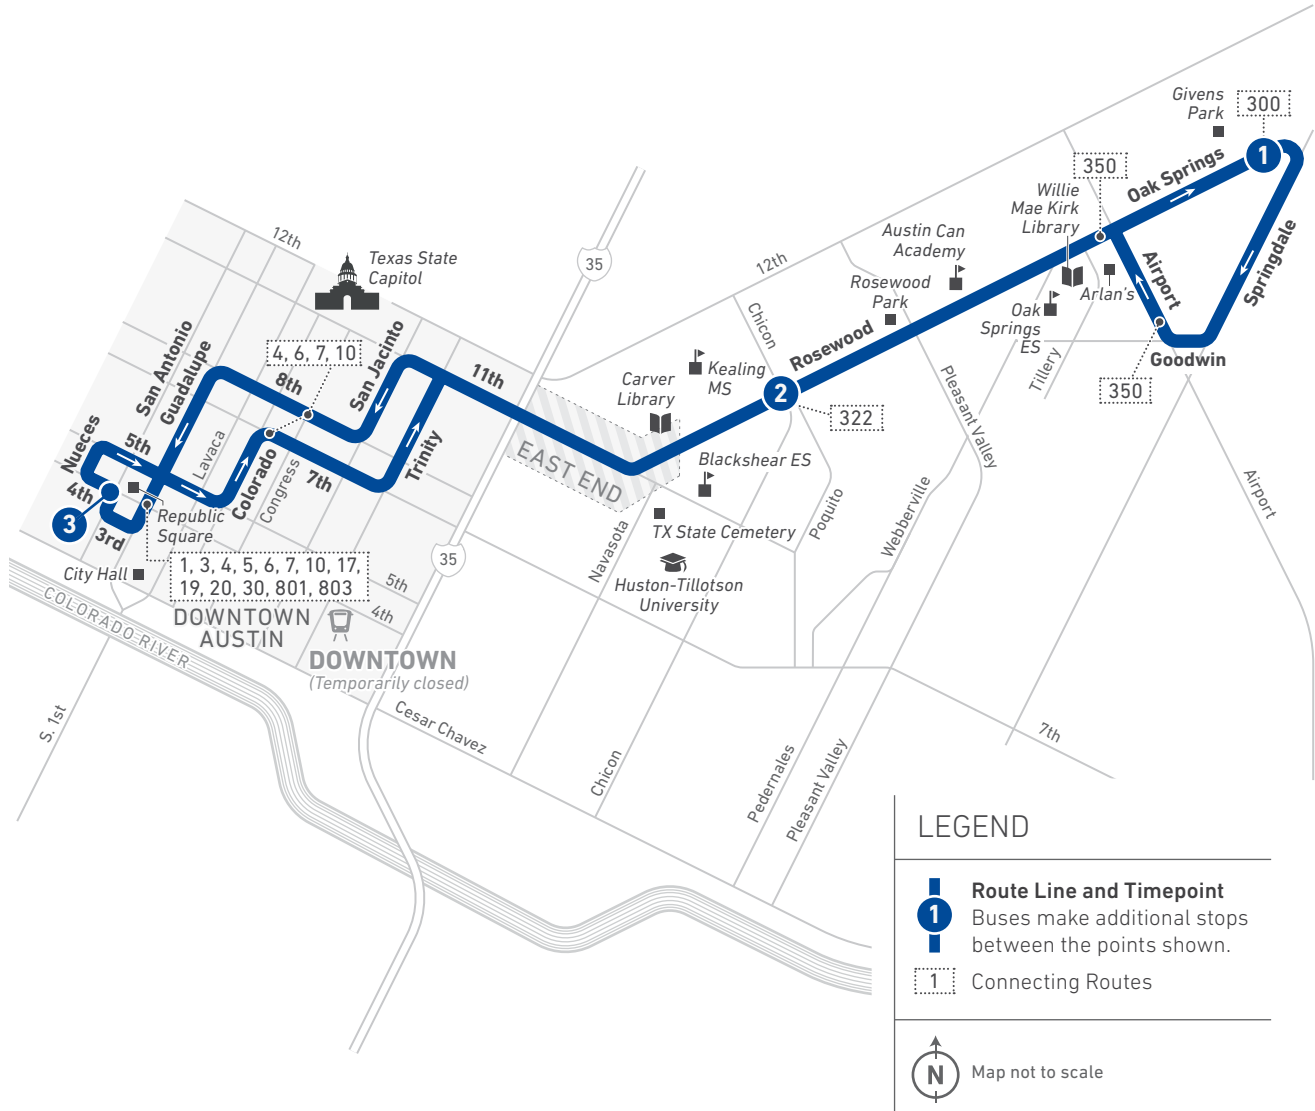 Givens
Park
300
1
350
Oak Springs
Willie
Mae Kirk
Library
Austin Can
Academy
12th
12th
Texas State
Capitol
35
Springdale
Airport
Arlan's
Rosewood
Park
Oak
Springs
ES
Chicon
Rosewood
Tillery
Goodwin
350
San Antonio
Guadalupe
4, 6, 7, 10
8th
San Jacinto
11th
Carver
Library
Kealing
MS
2
322
Pleasant Valley
Nueces
5th
Lavaca
Colorado
Congress
7th
Trinity
EAST END
Blackshear ES
4th
3
3rd
Republic
Square
TX State Cemetery
Poquito
Webberville
Airport
Navasota
Huston-Tillotson
University
City Hall
1, 3, 4, 5, 6, 7, 10, 17,
19, 20, 30, 801, 803
35
5th
4th
COLORADO RIVER
DOWNTOWN
AUSTIN
DOWNTOWN
(Temporarily closed)
S. 1st
Cesar Chavez
Chicon
Pedernales
Pleasant Valley
7th
LEGEND
1
Route Line and Timepoint
Buses make additional stops
between the points shown.
1
Connecting Routes
N
Map not to scale